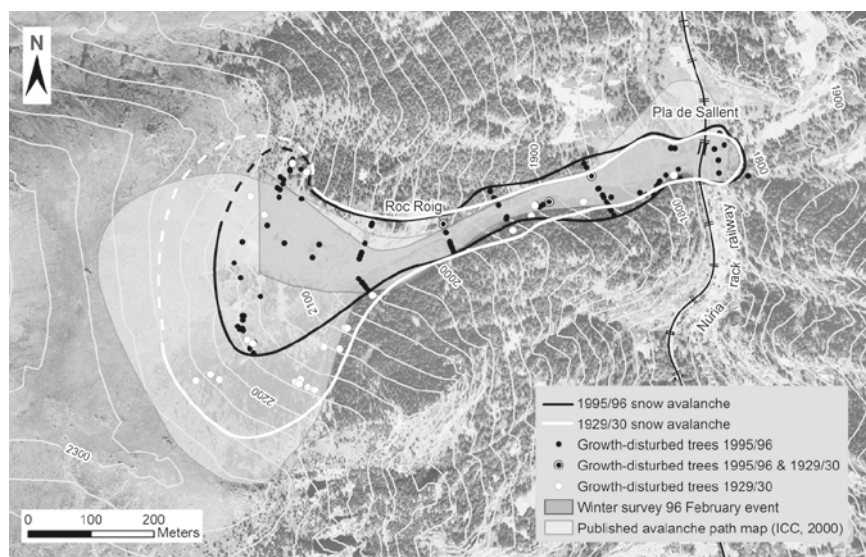 N
Pla de Sallent
1900
1800
1900
Roc Roig
1800
2000
Núria rack railway
2100
2200
2300
1995/96 snow avalanche
1929/30 snow avalanche
Growth-disturbed trees 1995/96
Growth-disturbed trees 1995/96 & 1929/30
Growth-disturbed trees 1929/30
Winter survey 96 February event
Published avalanche path map (ICC, 2000)
0 100 200
Meters